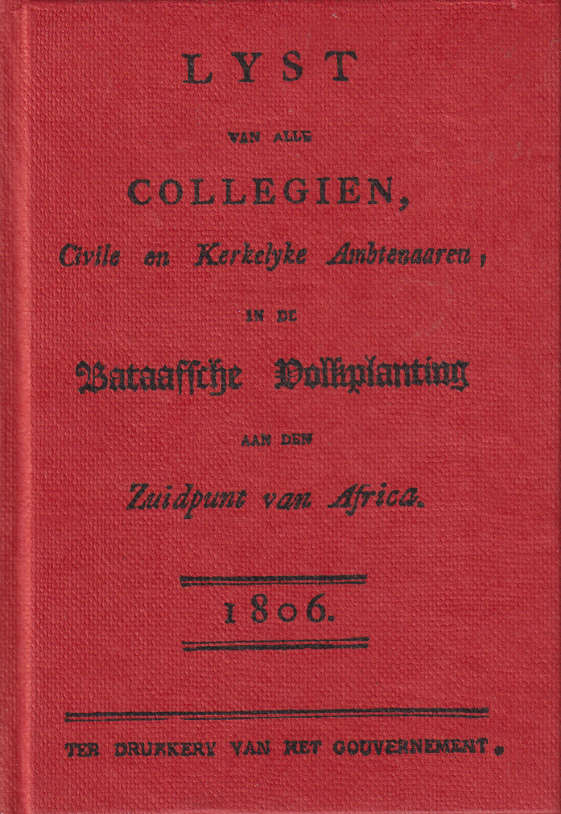 LYST
VAN ALLE
COLLEGIEN,
Civile en Kerkelyke Ambtenaaren,
IN DE
Bataafsche Volkplanting
AAN DEN
Zuidpunt van Africa.
1806.
TER DRUKKERY VAN HET GOUVERNEMENT.